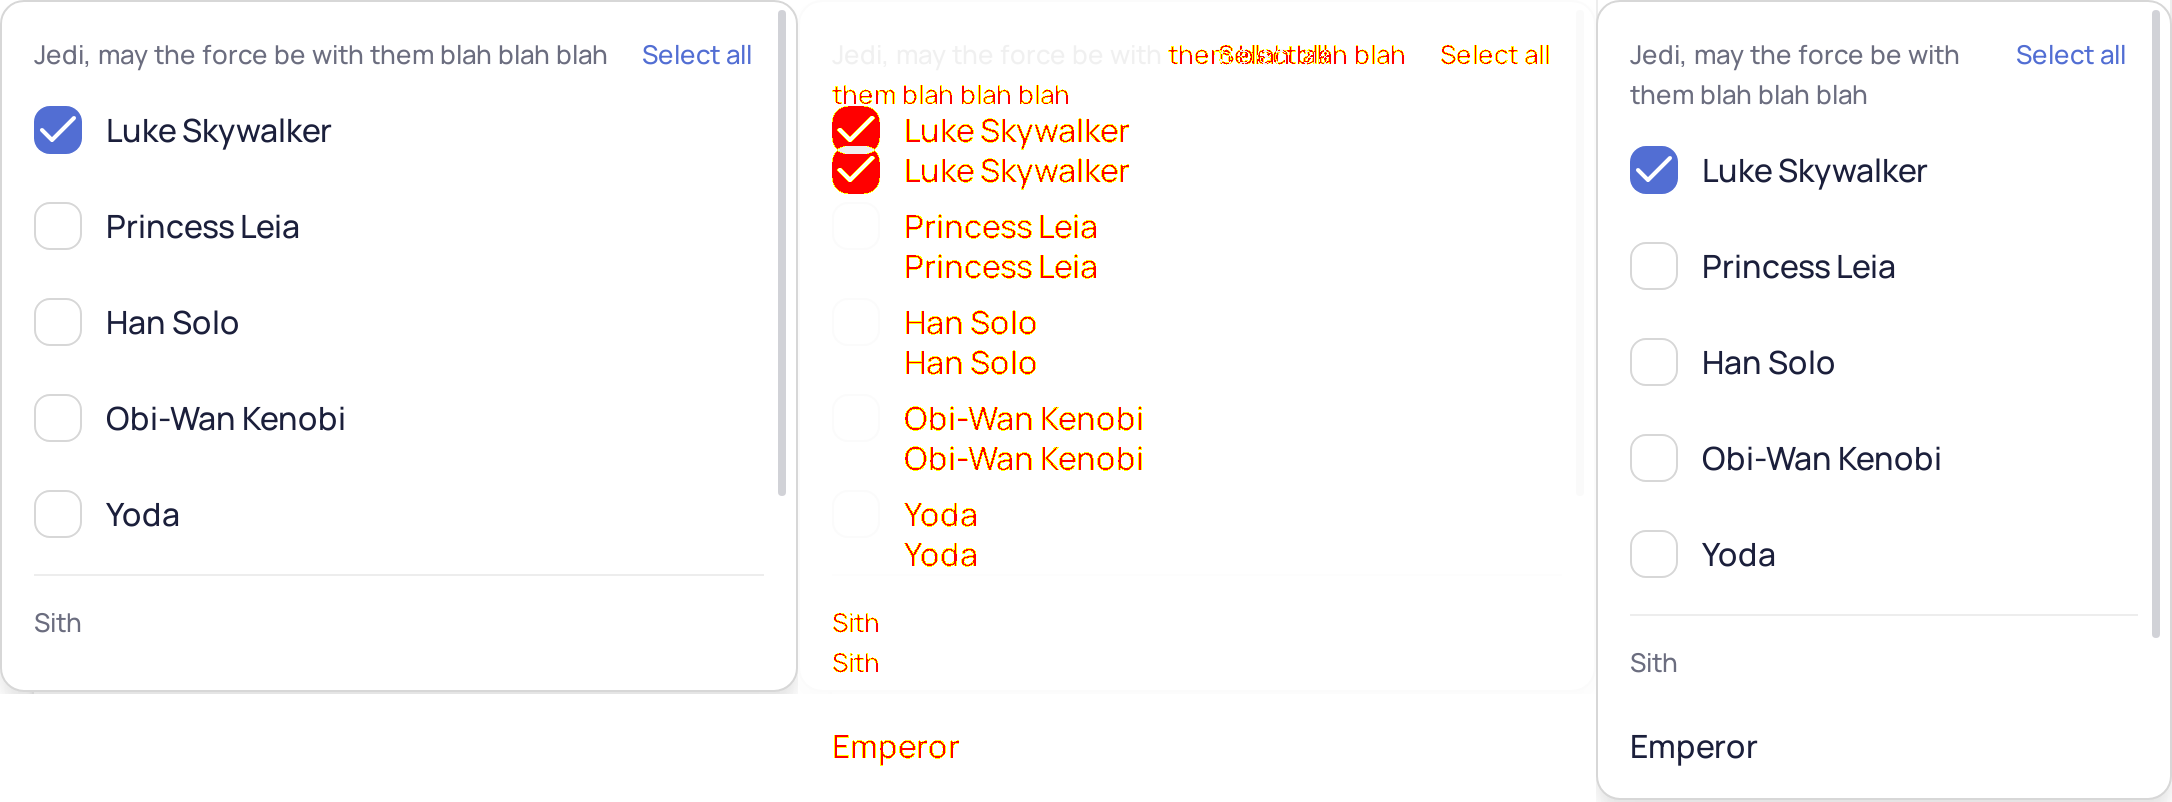 Jedi, may the force be with them blah blah blah Select all
Luke Skywalker
Princess Leia
Han Solo
Obi-Wan Kenobi
Yoda
Sith
Jedi, may the force be with them blah blah Select all
them blah blah blah
Luke Skywalker
Luke Skywalker
Princess Leia
Princess Leia
Han Solo
Han Solo
Obi-Wan Kenobi
Obi-Wan Kenobi
Yoda
Yoda
Sith
Sith
Emperor
Jedi, may the force be with Select all
them blah blah blah
Luke Skywalker
Princess Leia
Han Solo
Obi-Wan Kenobi
Yoda
Sith
Emperor